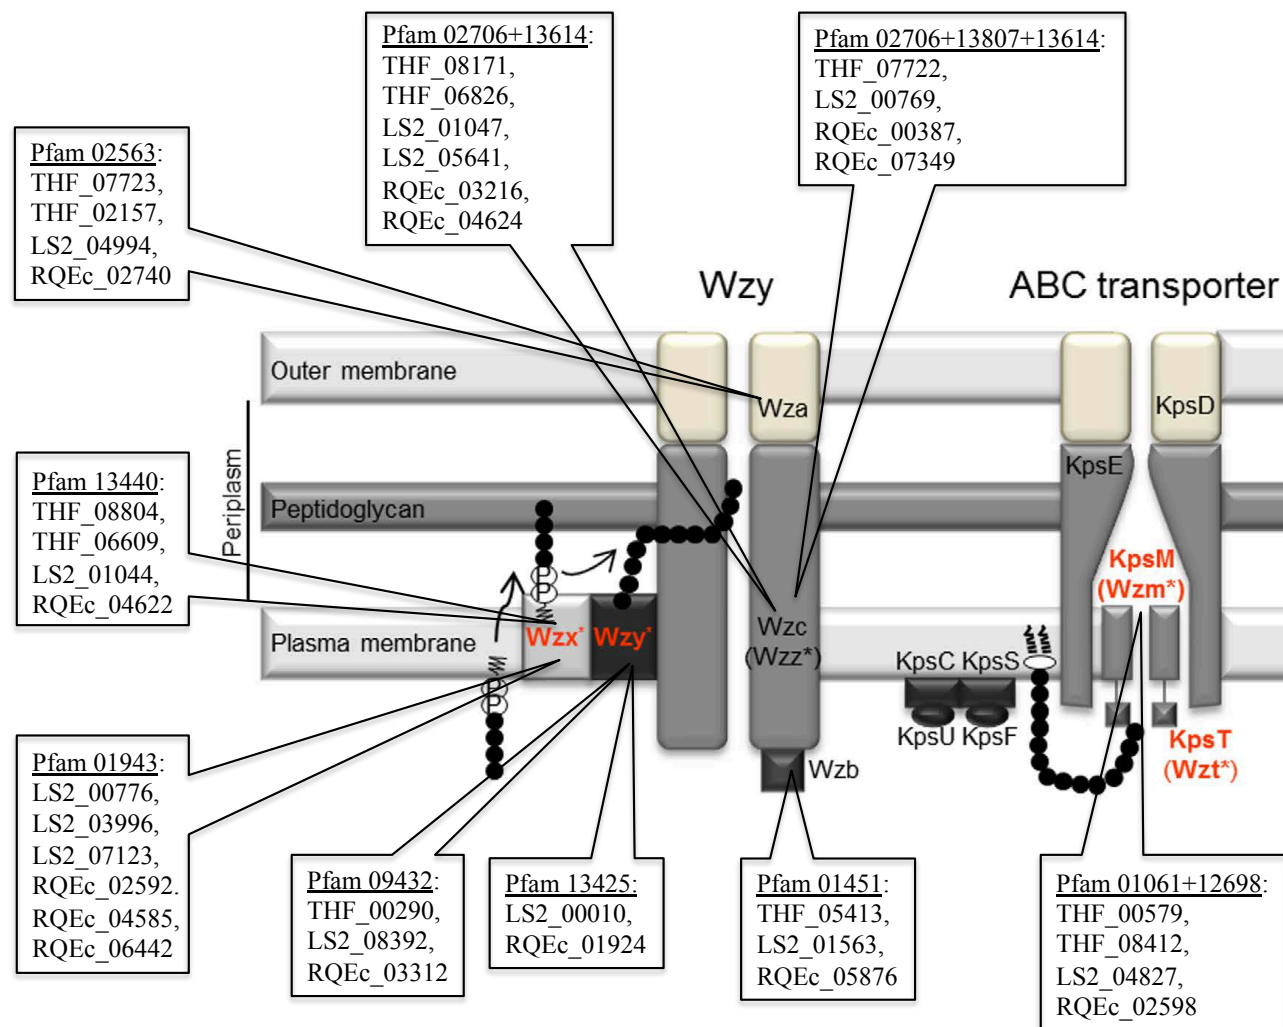 Pfam 02706+13614:
THF_08171,
THF_06826,
LS2_01047,
LS2_05641,
RQEc_03216,
RQEc_04624
Pfam 02706+13807+13614:
THF_07722,
LS2_00769,
RQEc_00387,
RQEc_07349
Pfam 02563:
THF_07723,
THF_02157,
LS2_04994,
RQEc_02740
Wzy
ABC transporter
Outer membrane
Wza
KpsD
Periplasm
KpsE
Pfam 13440:
THF_08804,
THF_06609,
LS2_01044,
RQEc_04622
Peptidoglycan
KpsM
(Wzm*)
Plasma membrane
Wzx*
Wzy*
Wzc
(Wzz*)
KpsC KpsS
KpsU KpsF
KpsT
(Wzt*)
Wzb
Pfam 01943:
LS2_00776,
LS2_03996,
LS2_07123,
RQEc_02592.
RQEc_04585,
RQEc_06442
Pfam 09432:
THF_00290,
LS2_08392,
RQEc_03312
Pfam 13425:
LS2_00010,
RQEc_01924
Pfam 01451:
THF_05413,
LS2_01563,
RQEc_05876
Pfam 01061+12698:
THF_00579,
THF_08412,
LS2_04827,
RQEc_02598